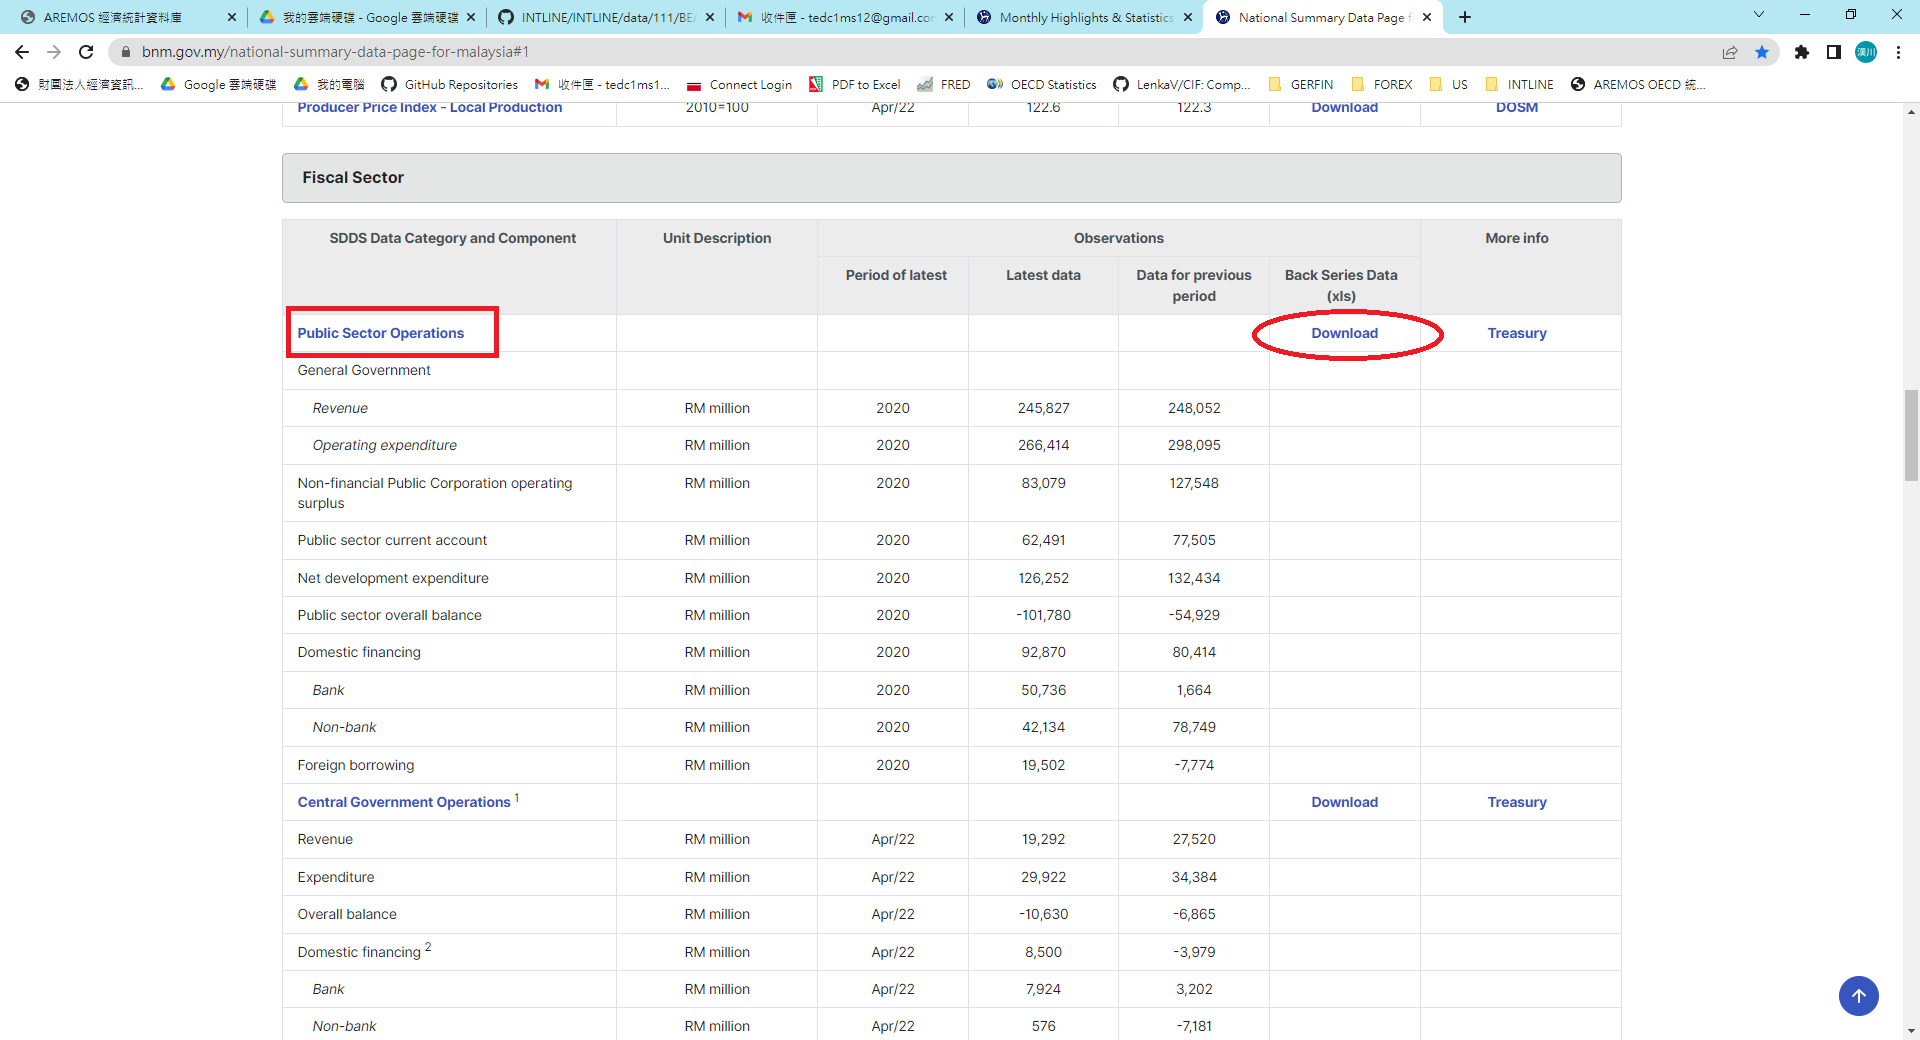 AREMOS 經濟統計資料庫
我的雲端硬碟 - Google 雲端硬碟
INTLINE/INTLINE/data/111/BEA
收件匣 - tedc1ms12@gmail.com
Monthly Highlights & Statistics
National Summary Data Page f
bnm.gov.my/national-summary-data-page-for-malaysia#1
漢川
財團法人經濟資訊...
Google 雲端硬碟
我的電腦
GitHub Repositories
收件匣 - tedc1ms1...
Connect Login
PDF to Excel
FRED
OECD Statistics
LenkaV/CIF: Comp...
GERFIN
FOREX
US
INTLINE
AREMOS OECD 統...
Producer Price Index - Local Production 2010=100 Apr/22 122.6 122.3 Download DOSM
Fiscal Sector
SDDS Data Category and Component Unit Description Observations More info
Period of latest Latest data Data for previous period Back Series Data (xls)
Public Sector Operations Download Treasury
General Government
Revenue RM million 2020 245,827 248,052
Operating expenditure RM million 2020 266,414 298,095
Non-financial Public Corporation operating surplus RM million 2020 83,079 127,548
Public sector current account RM million 2020 62,491 77,505
Net development expenditure RM million 2020 126,252 132,434
Public sector overall balance RM million 2020 -101,780 -54,929
Domestic financing RM million 2020 92,870 80,414
Bank RM million 2020 50,736 1,664
Non-bank RM million 2020 42,134 78,749
Foreign borrowing RM million 2020 19,502 -7,774
Central Government Operations 1 Download Treasury
Revenue RM million Apr/22 19,292 27,520
Expenditure RM million Apr/22 29,922 34,384
Overall balance RM million Apr/22 -10,630 -6,865
Domestic financing 2 RM million Apr/22 8,500 -3,979
Bank RM million Apr/22 7,924 3,202
Non-bank RM million Apr/22 576 -7,181